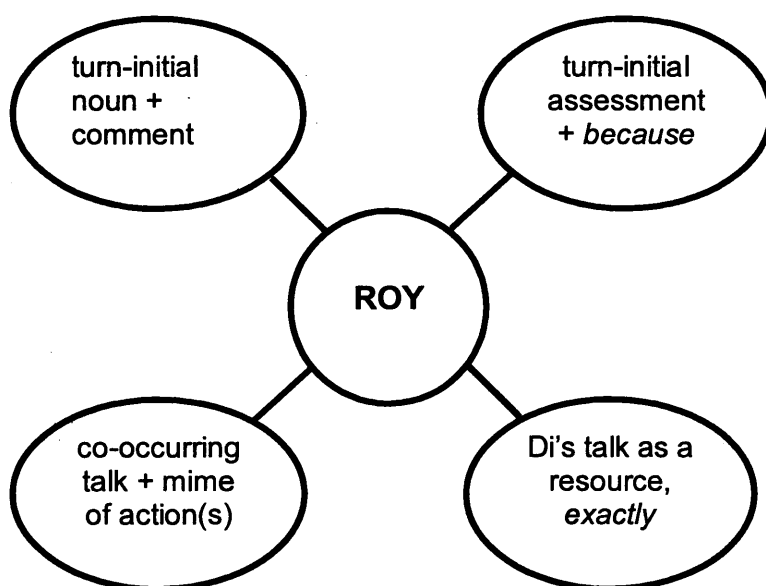 turn-initial
noun +
comment
turn-initial
assessment
+ because
ROY
co-occurring
talk + mime
of action(s)
Di's talk as a
resource,
exactly